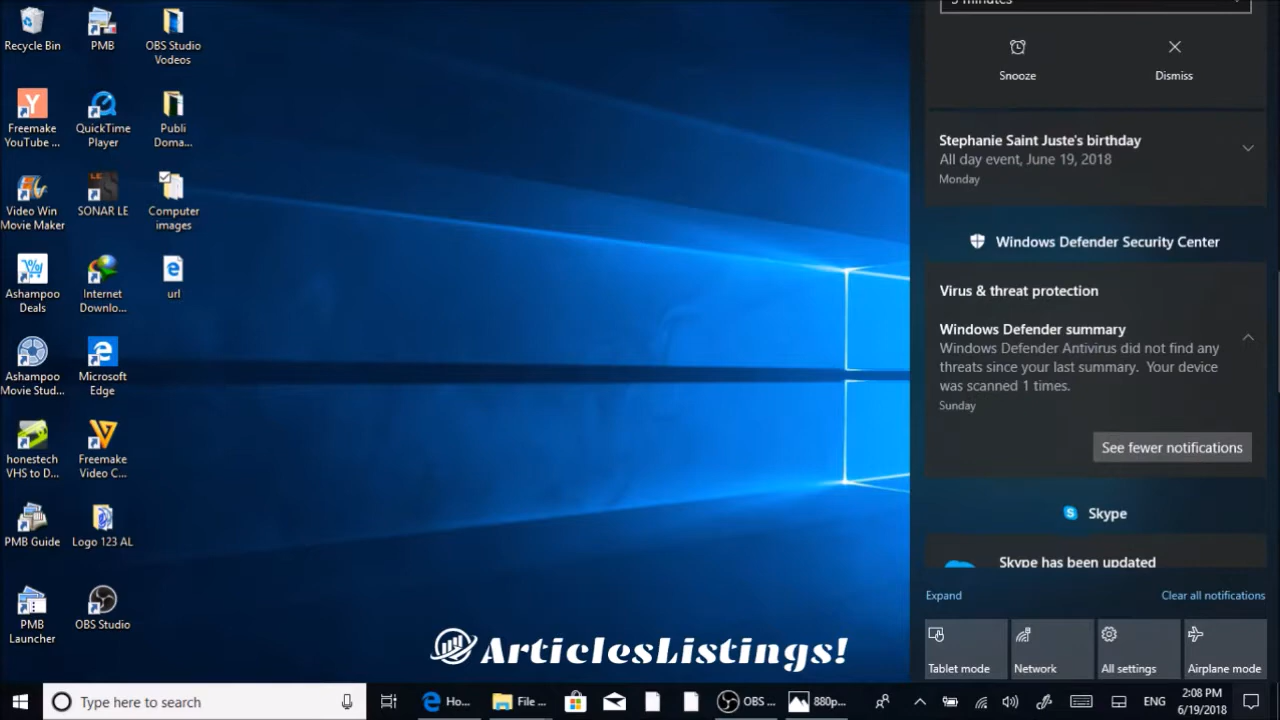 Recycle Bin
PMB
OBS Studio
Vodeos
Freemake
YouTube ...
QuickTime
Player
Publi
Doma...
Video Win
Movie Maker
LE
SONAR LE
Computer
images
Ashampoo
Deals
Internet
Downlo...
url
Ashampoo
Movie Stud...
Microsoft
Edge
honestech
VHS to D...
Freemake
Video C...
PMB Guide
Logo 123 AL
PMB
Launcher
OBS Studio
ArticlesListings!
5 minutes
Snooze
Dismiss
Stephanie Saint Juste's birthday
All day event, June 19, 2018
Monday
Windows Defender Security Center
Virus & threat protection
Windows Defender summary
Windows Defender Antivirus did not find any
threats since your last summary.  Your device
was scanned 1 times.
Sunday
See fewer notifications
Skype
Skype has been updated
Expand
Clear all notifications
Tablet mode
Network
All settings
Airplane mode
Type here to search
Ho...
File ...
OBS ...
880p...
ENG
2:08 PM
6/19/2018